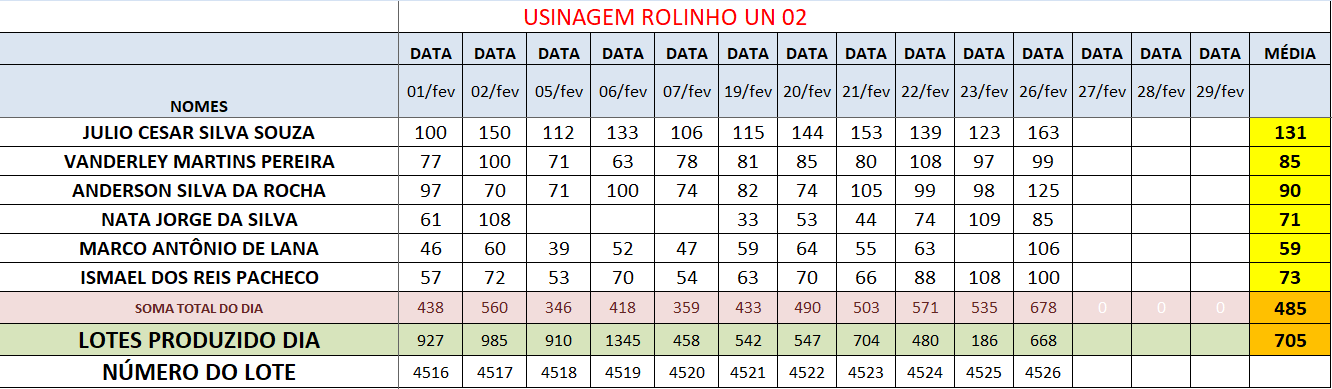 USINAGEM ROLINHO UN 02
DATA DATA DATA DATA DATA DATA DATA DATA DATA DATA DATA DATA DATA DATA MÉDIA
NOMES 01/fev 02/fev 05/fev 06/fev 07/fev 19/fev 20/fev 21/fev 22/fev 23/fev 26/fev 27/fev 28/fev 29/fev
JULIO CESAR SILVA SOUZA 100 150 112 133 106 115 144 153 139 123 163 131
VANDERLEY MARTINS PEREIRA 77 100 71 63 78 81 85 80 108 97 99 85
ANDERSON SILVA DA ROCHA 97 70 71 100 74 82 74 105 99 98 125 90
NATA JORGE DA SILVA 61 108 33 53 44 74 109 85 71
MARCO ANTÔNIO DE LANA 46 60 39 52 47 59 64 55 63 106 59
ISMAEL DOS REIS PACHECO 57 72 53 70 54 63 70 66 88 108 100 73
SOMA TOTAL DO DIA 438 560 346 418 359 433 490 503 571 535 678 0 0 0 485
LOTES PRODUZIDO DIA 927 985 910 1345 458 542 547 704 480 186 668 705
NÚMERO DO LOTE 4516 4517 4518 4519 4520 4521 4522 4523 4524 4525 4526